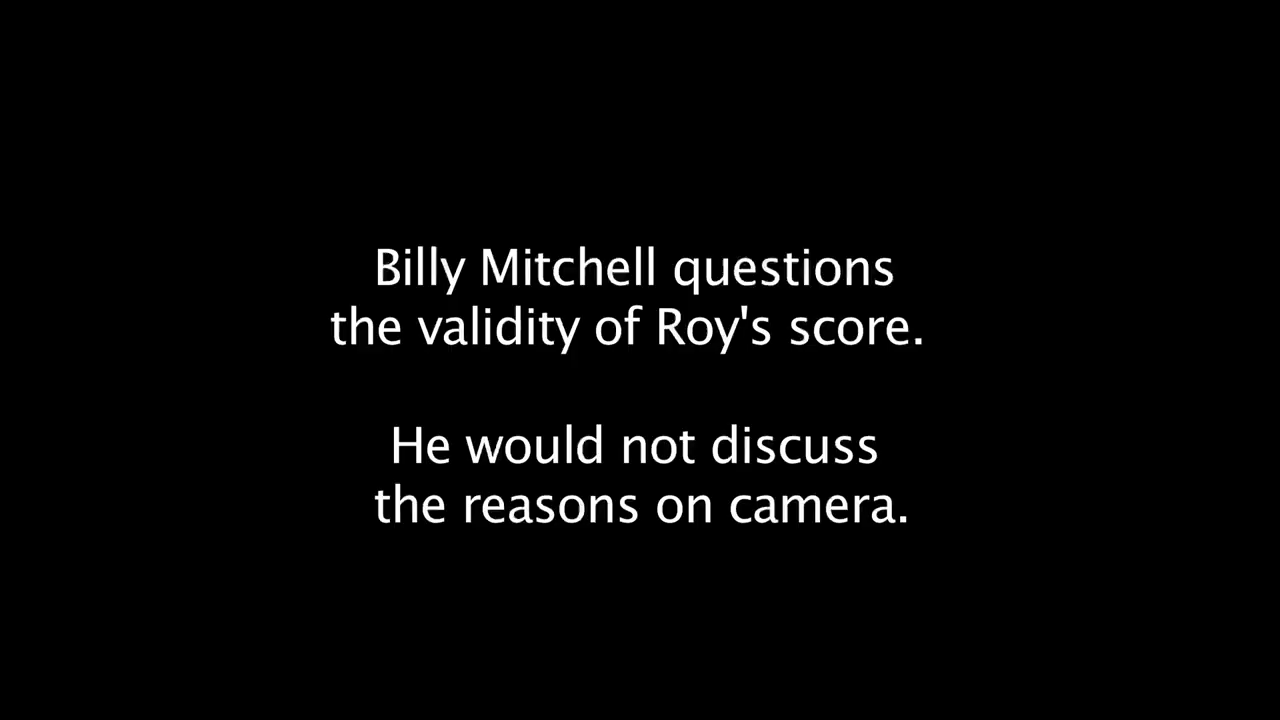 Billy Mitchell questions
the validity of Roy's score.
He would not discuss
the reasons on camera.